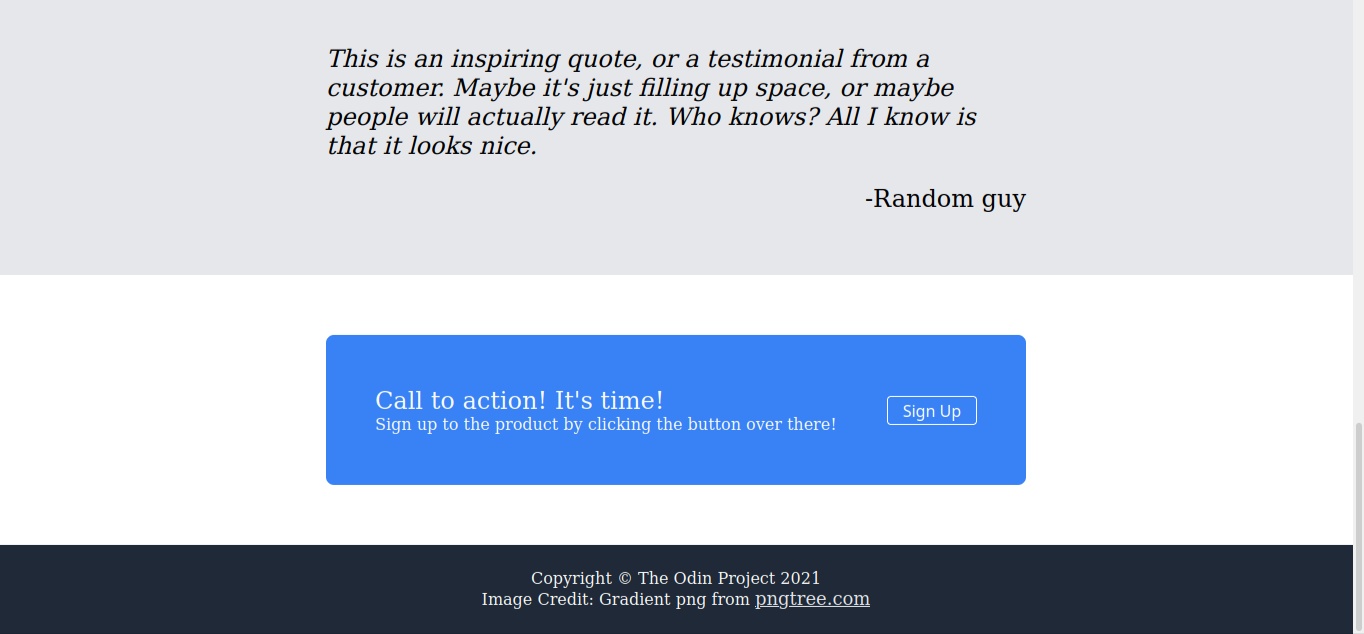 This is an inspiring quote, or a testimonial from a
customer. Maybe it's just filling up space, or maybe
people will actually read it. Who knows? All I know is
that it looks nice.
-Random guy
Call to action! It's time!
Sign up to the product by clicking the button over there!
Sign Up
Copyright © The Odin Project 2021
Image Credit: Gradient png from pngtree.com